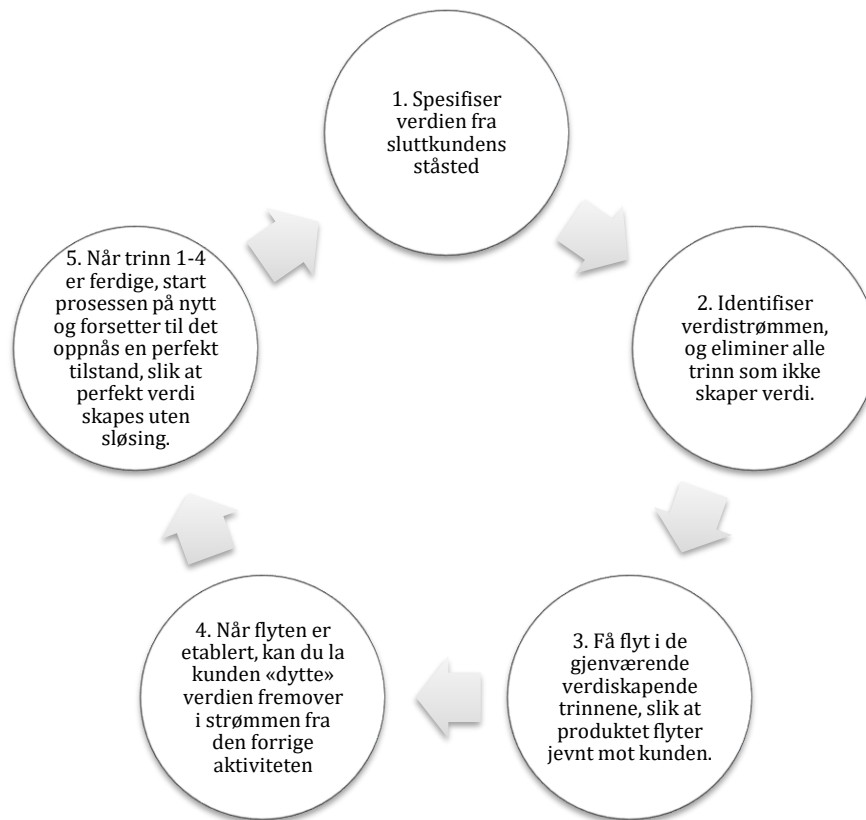 1. Spesifiser
verdien fra
sluttkundens
ståsted
2. Identifiser
verdistrømmen,
og eliminer alle
trinn som ikke
skaper verdi.
3. Få flyt i de
gjenværende
verdiskapende
trinnene, slik at
produktet flyter
jevnt mot kunden.
4. Når flyten er
etablert, kan du la
kunden «dytte»
verdien fremover
i strømmen fra
den forrige
aktiviteten
5. Når trinn 1-4
er ferdige, start
prosessen på nytt
og forsetter til det
oppnås en perfekt
tilstand, slik at
perfekt verdi
skapes uten
sløsing.